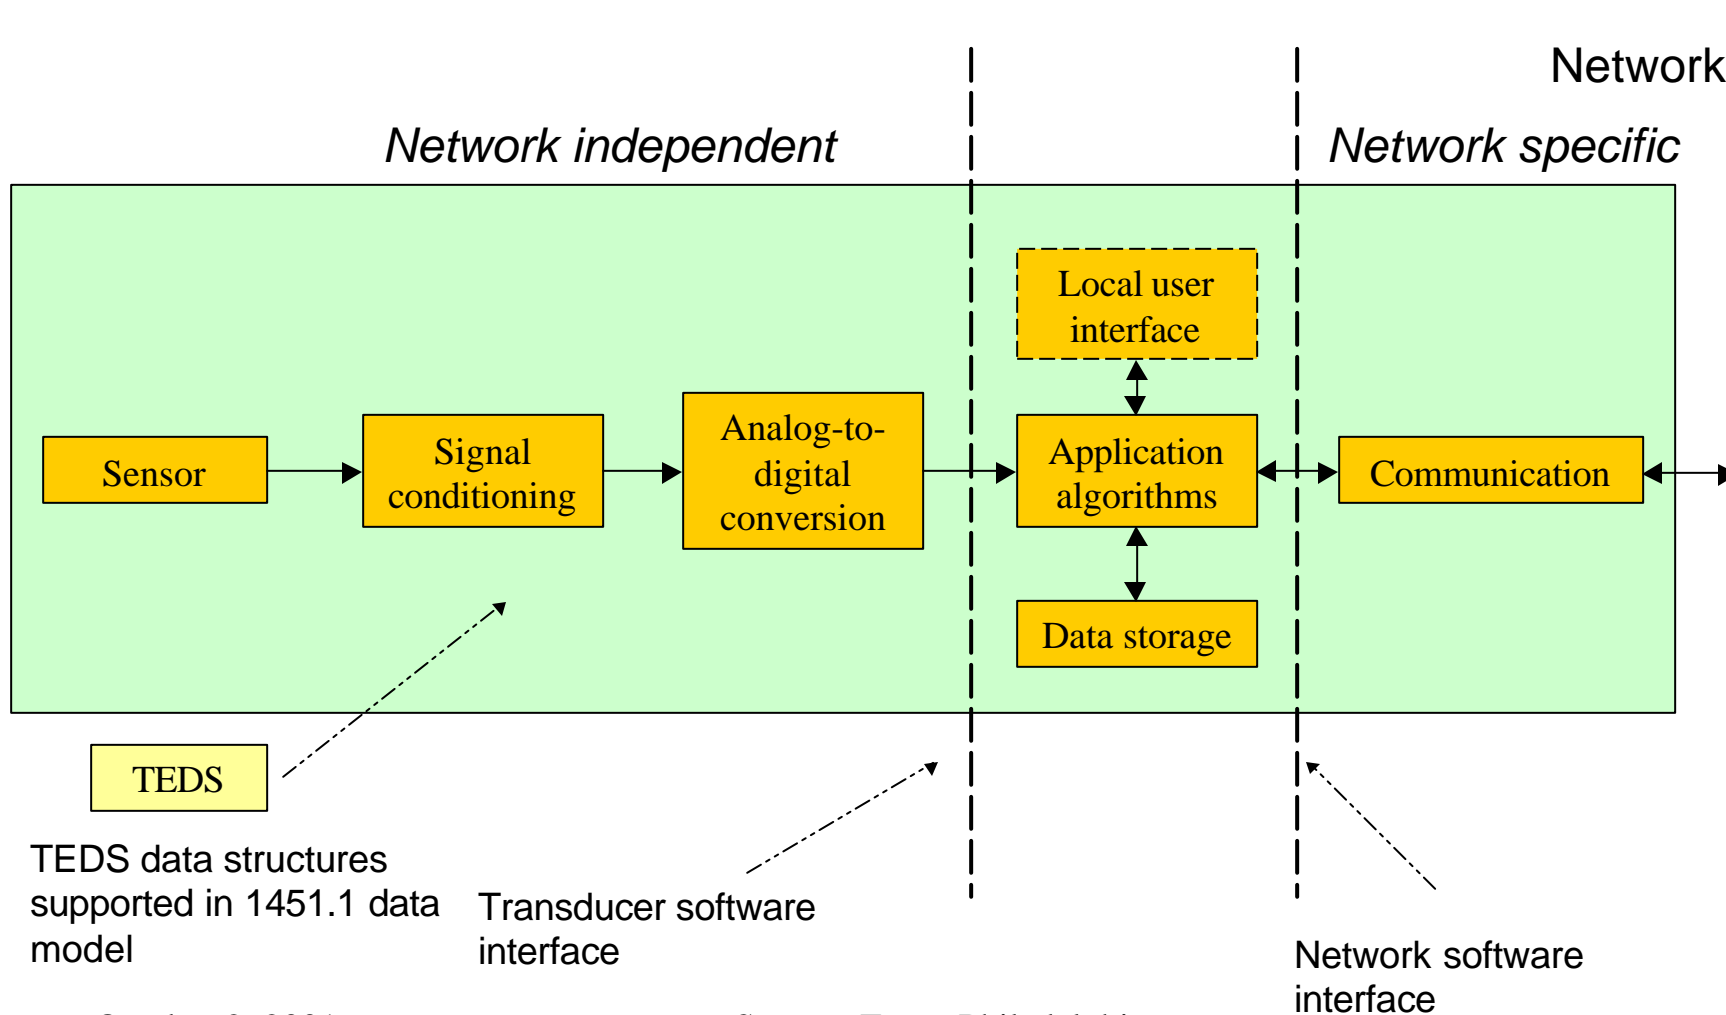 Network
Network independent
Network specific
Local user
interface
Sensor
Signal
conditioning
Analog-to-
digital
conversion
Application
algorithms
Communication
Data storage
TEDS
TEDS data structures
supported in 1451.1 data
model
Transducer software
interface
Network software
interface